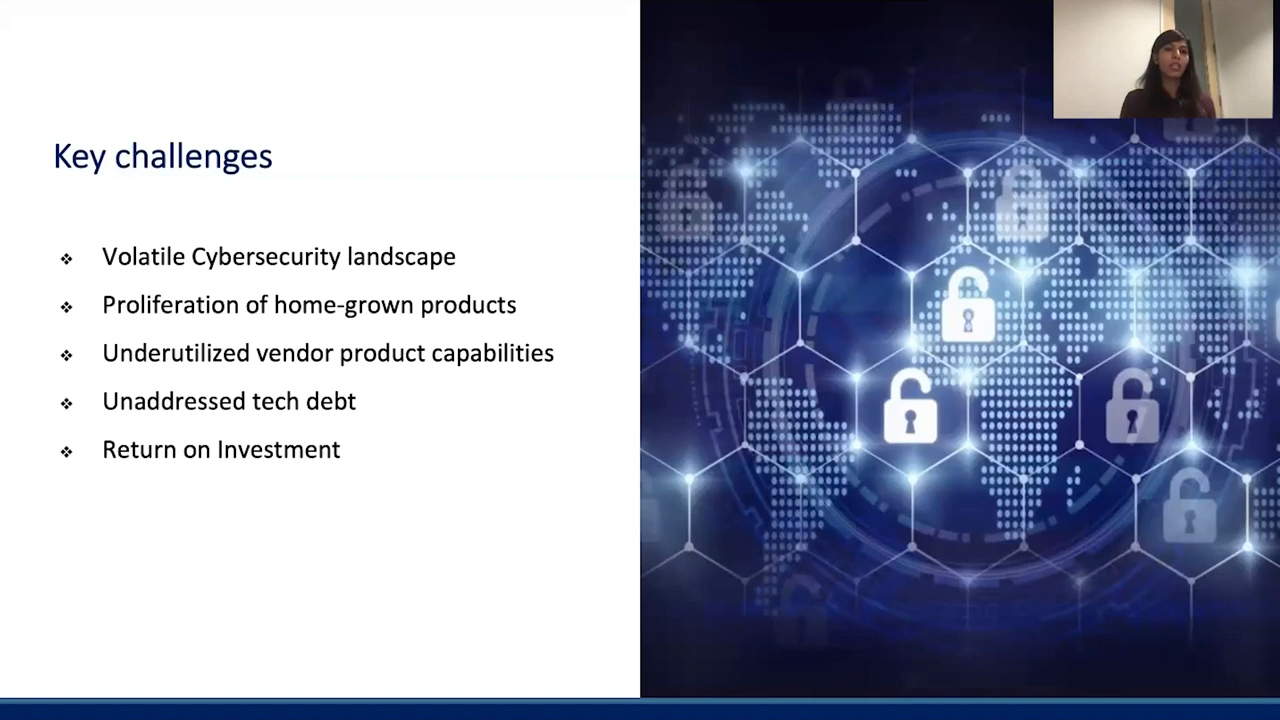 Key challenges
❖ Volatile Cybersecurity landscape
❖ Proliferation of home-grown products
❖ Underutilized vendor product capabilities
❖ Unaddressed tech debt
❖ Return on Investment